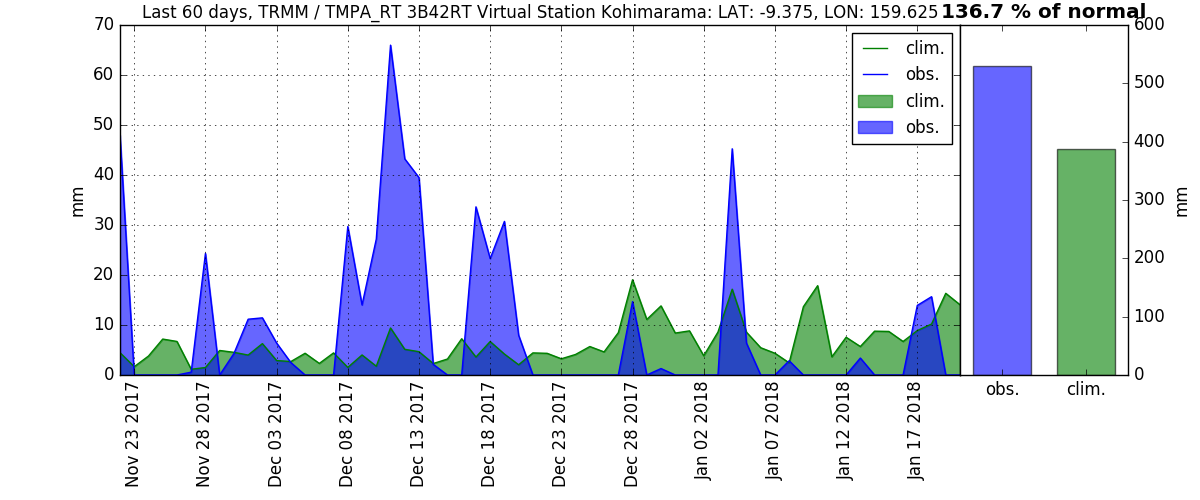 Last 60 days, TRMM / TMPA_RT 3B42RT Virtual Station Kohimarama: LAT: -9.375, LON: 159.625
136.7 % of normal
70
60
50
40
30
20
10
0
mm
clim.
obs.
clim.
obs.
Nov 23 2017
Nov 28 2017
Dec 03 2017
Dec 08 2017
Dec 13 2017
Dec 18 2017
Dec 23 2017
Dec 28 2017
Jan 02 2018
Jan 07 2018
Jan 12 2018
Jan 17 2018
600
500
400
300
200
100
0
mm
obs.
clim.